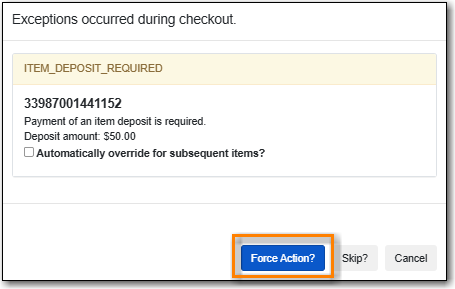 Exceptions occurred during checkout.
ITEM_DEPOSIT_REQUIRED
33987001441152
Payment of an item deposit is required.
Deposit amount: $50.00
Automatically override for subsequent items?
Force Action? Skip? Cancel